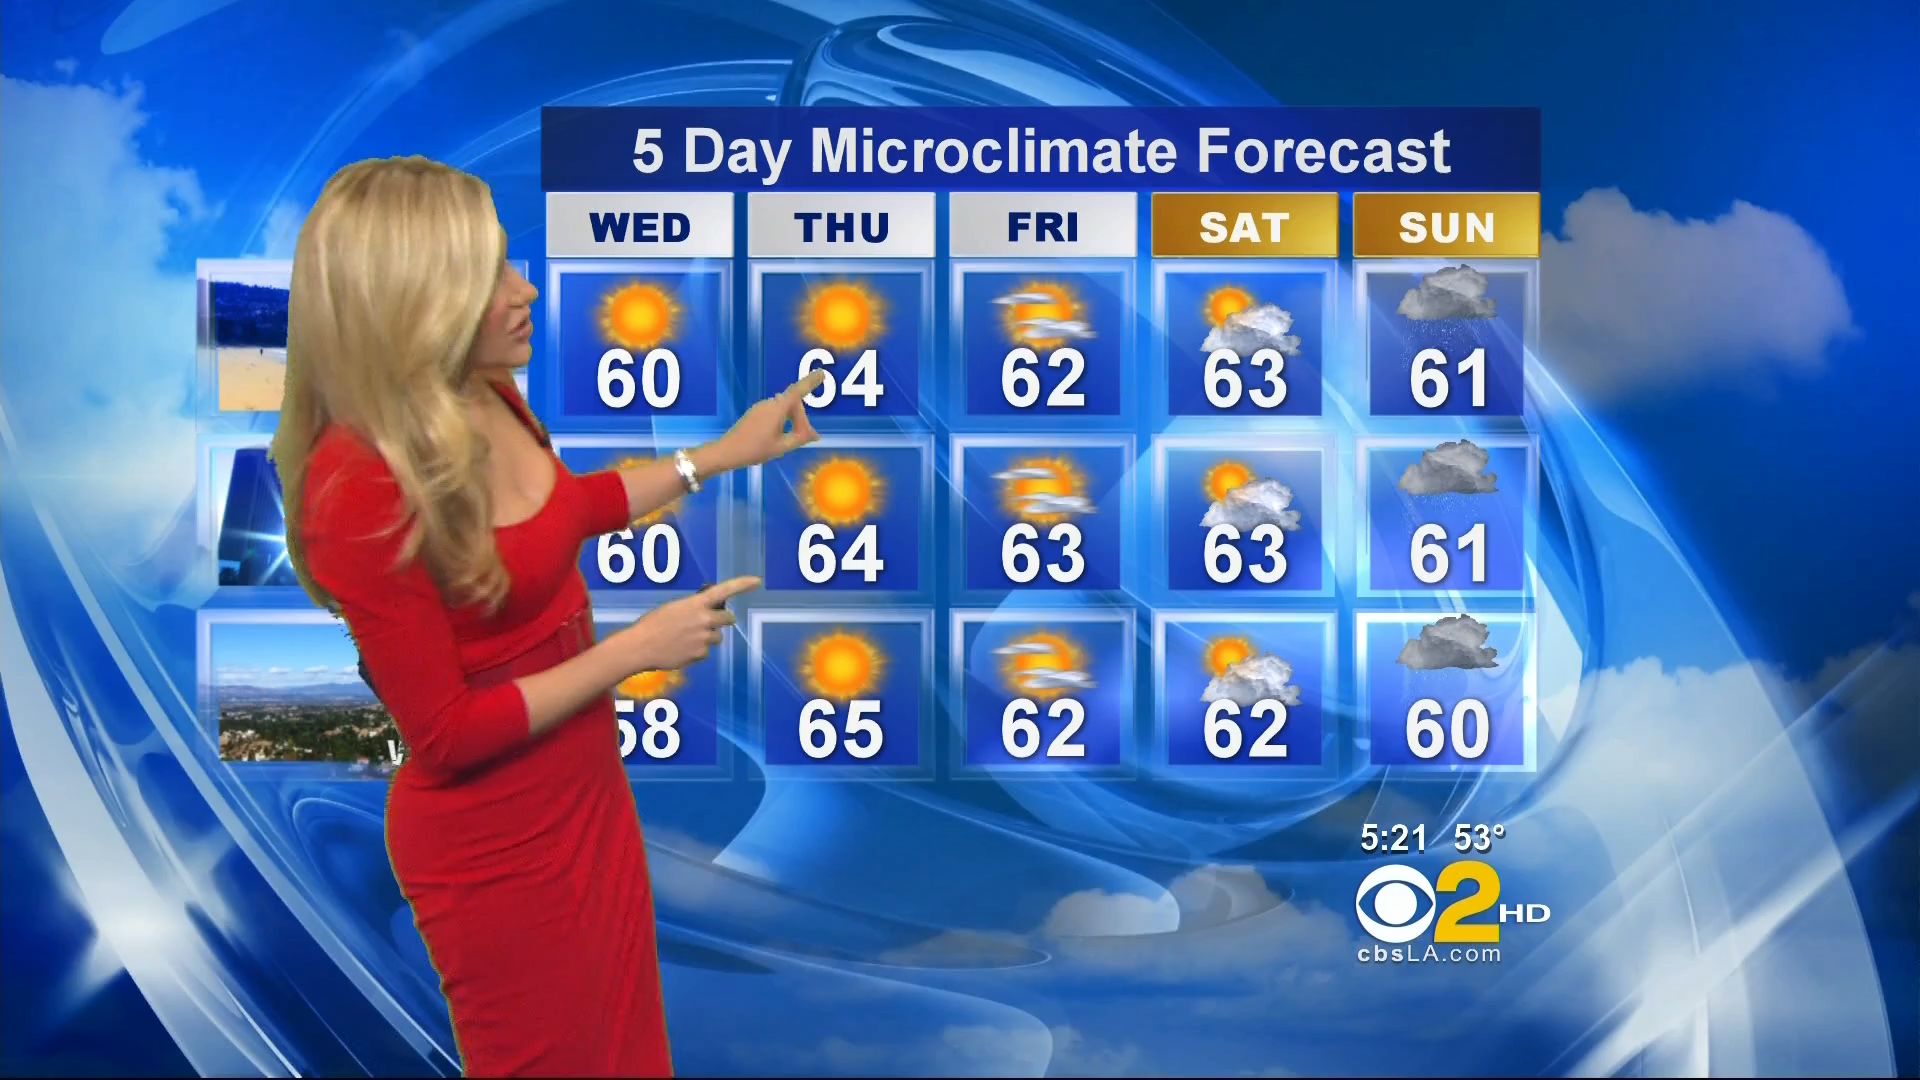 5 Day Microclimate Forecast
WED THU FRI SAT SUN
60 64 62 63 61
60 64 63 63 61
58 65 62 62 60
5:21 53°
2 HD
cbsLA.com